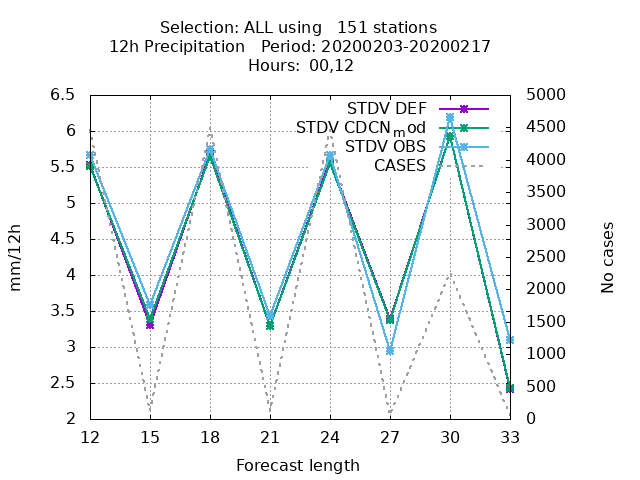 Selection: ALL using   151 stations
12h Precipitation   Period: 20200203-20200217
Hours:  00,12
STDV DEF
STDV CDCN_mod
STDV OBS
CASES
6.5
6
5.5
5
4.5
4
3.5
3
2.5
2
mm/12h
5000
4500
4000
3500
3000
2500
2000
1500
1000
500
0
No cases
12 15 18 21 24 27 30 33
Forecast length